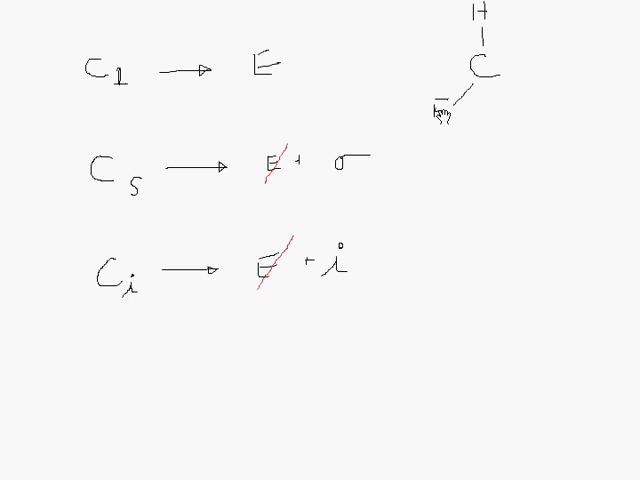 C1 → E
Cs → E + σ
Ci → E + i
H
C